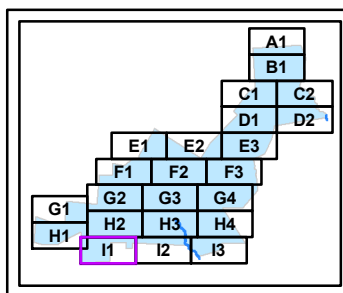 A1
B1
C1 C2
D1 D2
E1 E2 E3
F1 F2 F3
G1 G2 G3 G4
H1 H2 H3 H4
I1 I2 I3